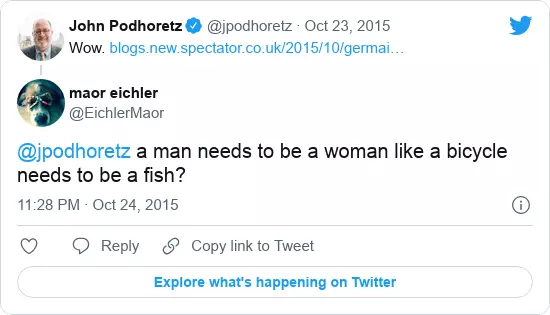 John Podhoretz @jpodhoretz · Oct 23, 2015
Wow. blogs.new.spectator.co.uk/2015/10/germai…
maor eichler
@EichlerMaor
@jpodhoretz a man needs to be a woman like a bicycle
needs to be a fish?
11:28 PM · Oct 24, 2015
Reply Copy link to Tweet
Explore what's happening on Twitter